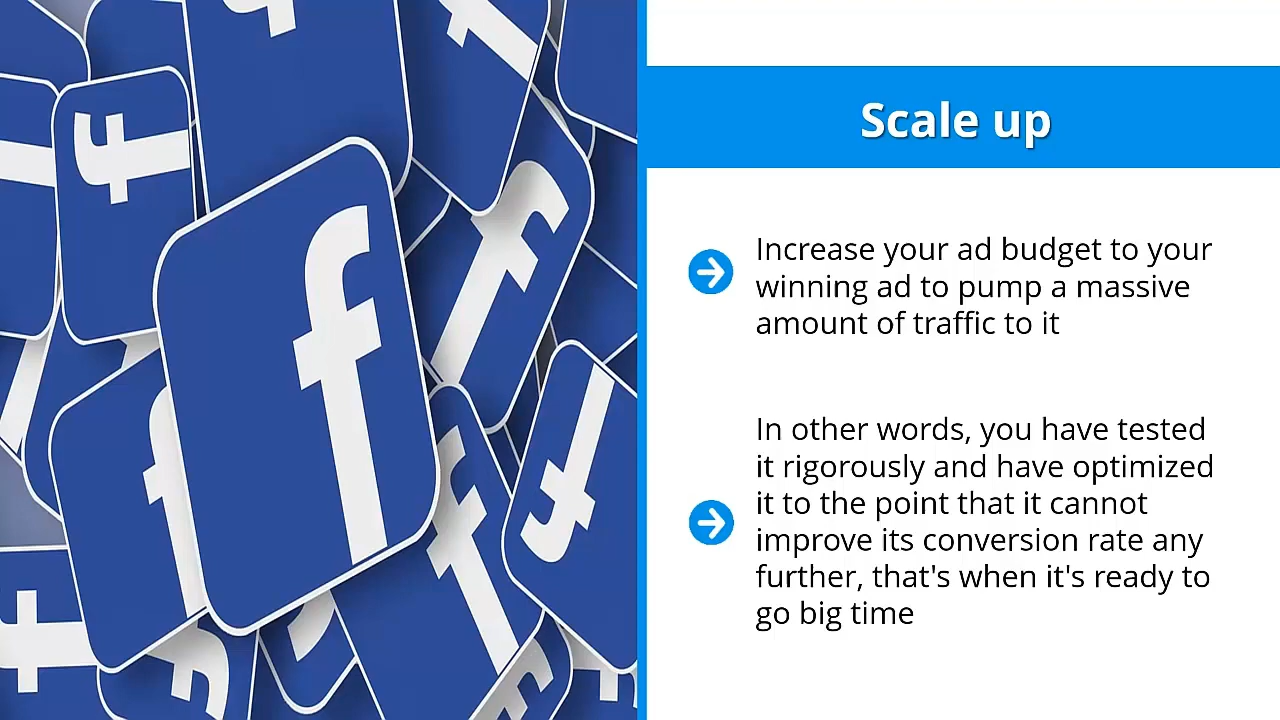 Scale up
Increase your ad budget to your
winning ad to pump a massive
amount of traffic to it
In other words, you have tested
it rigorously and have optimized
it to the point that it cannot
improve its conversion rate any
further, that's when it's ready to
go big time